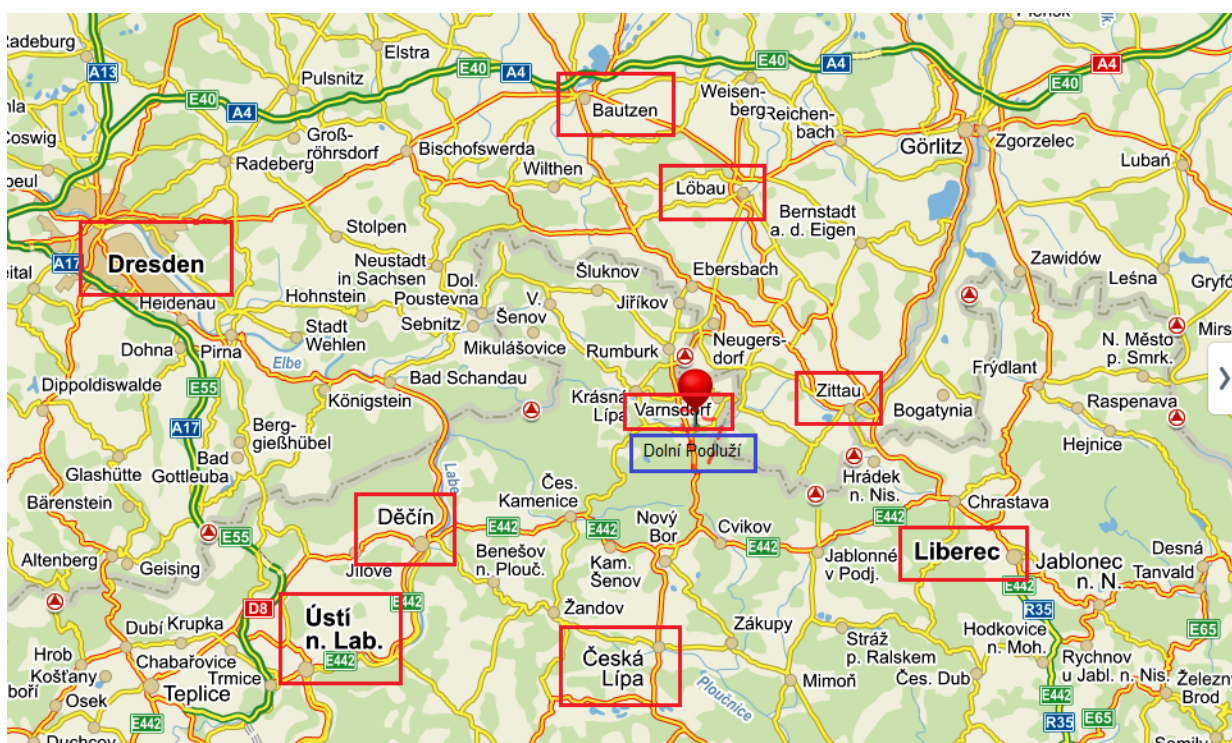 Radeburg
A13
E40
A4
Coswig
Pulsnitz
Elstra
Groß-
röhrsdorf
Radeberg
Bischofswerda
E40
A4
Bautzen
Wilthen
Weisen-
berg
E40
A4
Reichen-
bach
Löbau
Görlitz
Zgorzelec
A4
E40
Lubań
Bernstadt
a. d. Eigen
Zawidów
Leśna
Dresden
A17
Heidenau
Dohna
Pirna
Elbe
Stolpen
Neustadt
in Sachsen
Hohnstein
Stadt
Wehlen
Dol.
Poustevna
Sebnitz
V.
Šenov
Mikulášovice
Šluknov
Jiříkov
Ebersbach
Rumburk
Neugers-
dorf
Krásná
Lípa
Varnsdorf
Dolní Podluží
Zittau
Bogatynia
Frýdlant
N. Město
p. Smrk.
Raspenava
Hejnice
Dippoldiswalde
E55
A17
Königstein
Bad Schandau
Berg-
gießhübel
Bad
Gottleuba
Glashütte
Bärenstein
Altenberg
Geising
E55
Labe
Děčín
Jílové
E442
Čes.
Kamenice
E442
Benešov
n. Plouč.
Kam.
Šenov
Nový
Bor
Cvikov
E442
Jablonné
v Podj.
E442
Hrádek
n. Nis.
Chrastava
Liberec
E442
R35
Jablonec
n. N.
Desná
Tanvald
E65
D8
Ústí
n. Lab.
E442
E442
Dubí
Krupka
Hrob
Košťany
Osek
Chabařovice
Trmice
Teplice
E442
Duchcov
Žandov
Česká
Lípa
Ploučnice
Zákupy
Mimoň
Stráž
p. Ralskem
Čes. Dub
Hodkovice
n. Moh.
Rychnov
u Jabl. n. Nis.
E442
R35
E65
Železný
Brod